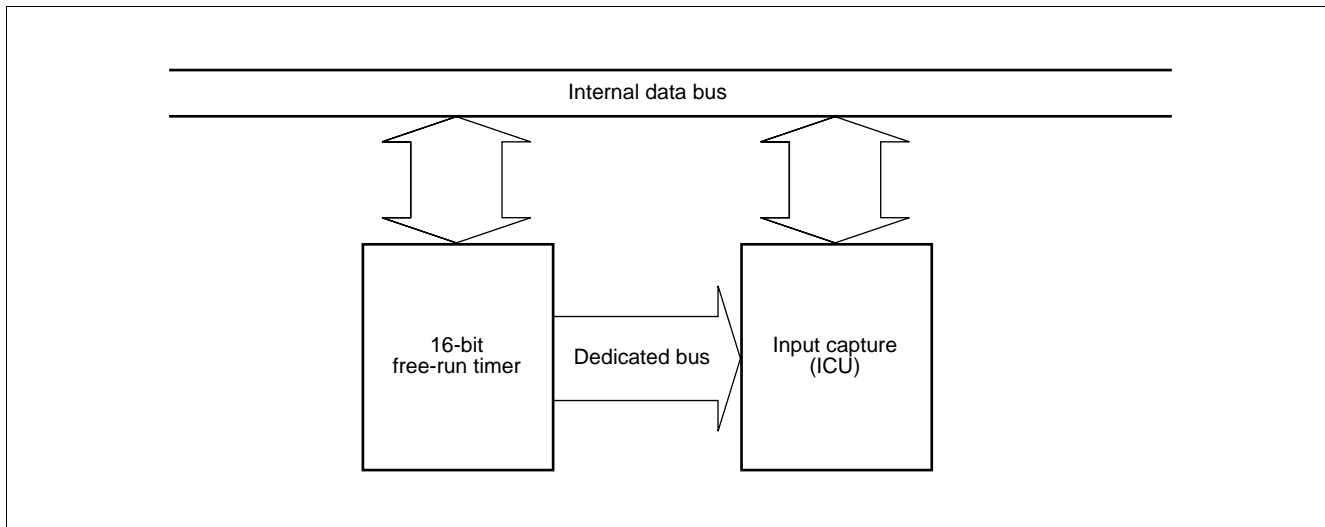 Internal data bus
16-bit
free-run timer
Dedicated bus
Input capture
(ICU)